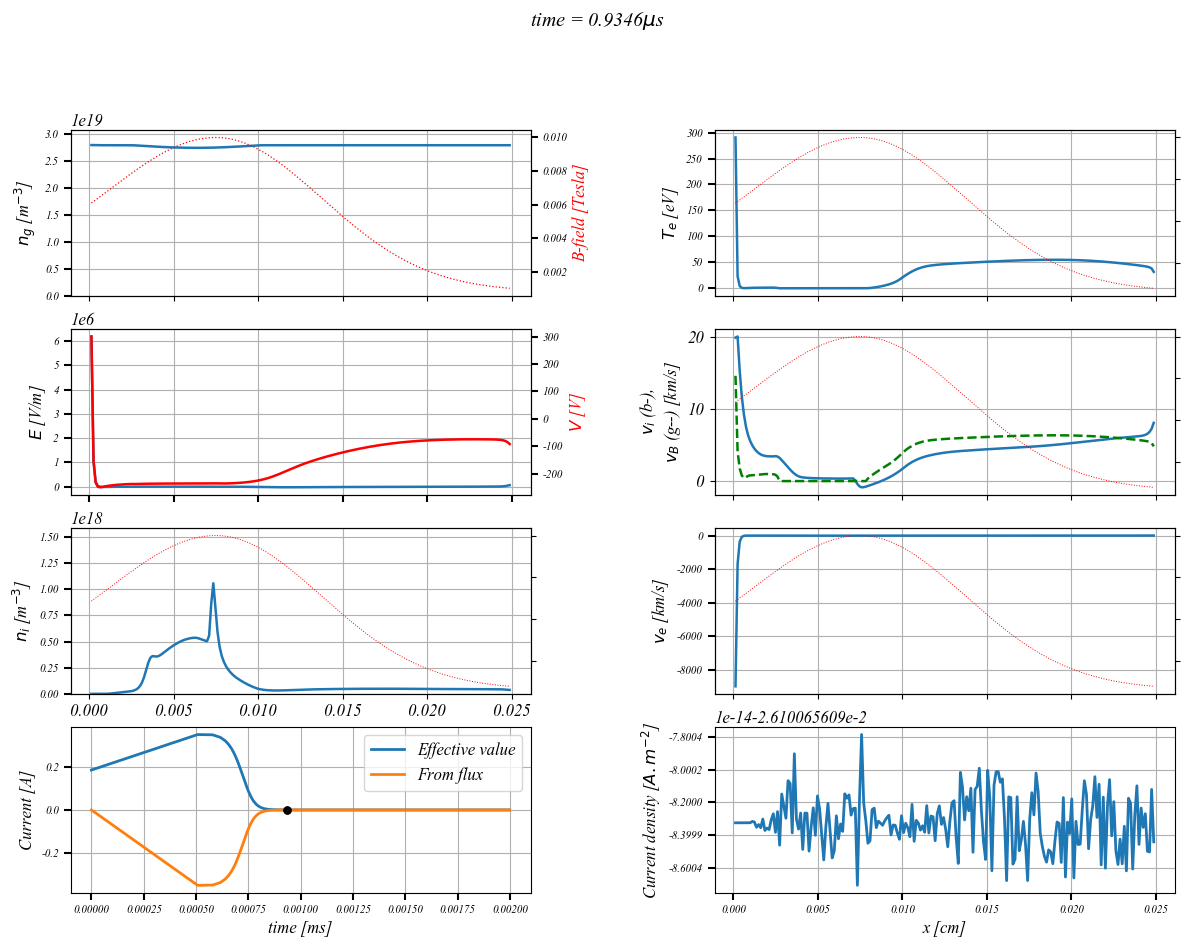 time = 0.9346μs
1e19
3.0
2.5
2.0
1.5
1.0
0.5
0.0
n_g [m^{-3}]
0.010
0.008
0.006
0.004
0.002
B-field [Tesla]
300
250
200
150
100
50
0
T_e [eV]
1e6
6
5
4
3
2
1
0
E [V/m]
300
200
100
0
-100
-200
V [V]
20
10
0
v_i (b-),
v_B (g--) [km/s]
1e18
1.50
1.25
1.00
0.75
0.50
0.25
0.00
n_i [m^{-3}]
0.000 0.005 0.010 0.015 0.020 0.025
0
-2000
-4000
-6000
-8000
v_e [km/s]
0.2
0.0
-0.2
Current [A]
Effective value
From flux
0.00000 0.00025 0.00050 0.00075 0.00100 0.00125 0.00150 0.00175 0.00200
time [ms]
1e-14-2.610065609e-2
-7.8004
-8.0002
-8.2000
-8.3999
-8.6004
Current density [A.m^{-2}]
0.000 0.005 0.010 0.015 0.020 0.025
x [cm]